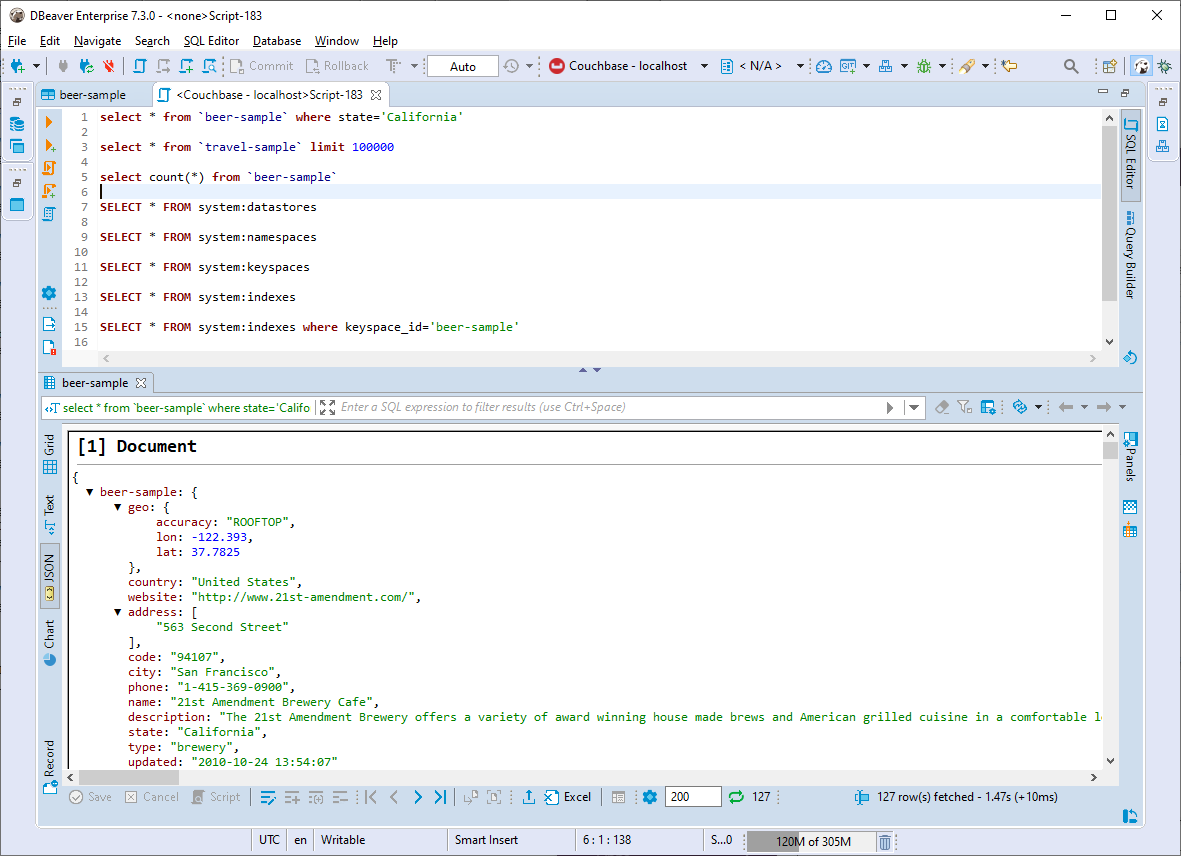 DBeaver Enterprise 7.3.0 - <none>Script-183
File Edit Navigate Search SQL Editor Database Window Help
Commit Rollback Auto Couchbase - localhost < N/A >
beer-sample <Couchbase - localhost>Script-183
1 select * from `beer-sample` where state='California'
2
3 select * from `travel-sample` limit 100000
4
5 select count(*) from `beer-sample`
6
7 SELECT * FROM system:datastores
8
9 SELECT * FROM system:namespaces
10
11 SELECT * FROM system:keyspaces
12
13 SELECT * FROM system:indexes
14
15 SELECT * FROM system:indexes where keyspace_id='beer-sample'
16
SQL Editor
Query Builder
beer-sample
select * from `beer-sample` where state='Califo Enter a SQL expression to filter results (use Ctrl+Space)
Grid
Text
JSON
Chart
Record
[1] Document
{
beer-sample: {
geo: {
accuracy: "ROOFTOP",
lon: -122.393,
lat: 37.7825
},
country: "United States",
website: "http://www.21st-amendment.com/",
address: [
"563 Second Street"
],
code: "94107",
city: "San Francisco",
phone: "1-415-369-0900",
name: "21st Amendment Brewery Cafe",
description: "The 21st Amendment Brewery offers a variety of award winning house made brews and American grilled cuisine in a comfortable l
state: "California",
type: "brewery",
updated: "2010-10-24 13:54:07"
Panels
Save Cancel Script Excel 200 127 127 row(s) fetched - 1.47s (+10ms)
UTC en Writable Smart Insert 6 : 1 : 138 S...0 120M of 305M